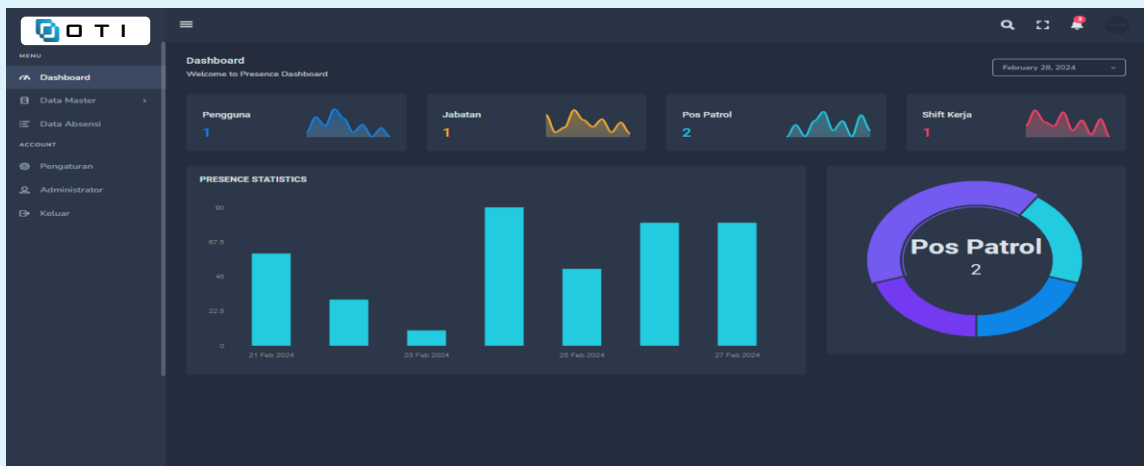 OTI
3
MENU
Dashboard
Data Master
Data Absensi
ACCOUNT
Pengaturan
Administrator
Keluar
Dashboard
Welcome to Presence Dashboard
February 28, 2024
Pengguna
1
Jabatan
1
Pos Patrol
2
Shift Kerja
1
PRESENCE STATISTICS
90
67.5
45
22.5
0
21 Feb 2024 23 Feb 2024 25 Feb 2024 27 Feb 2024
Pos Patrol
2